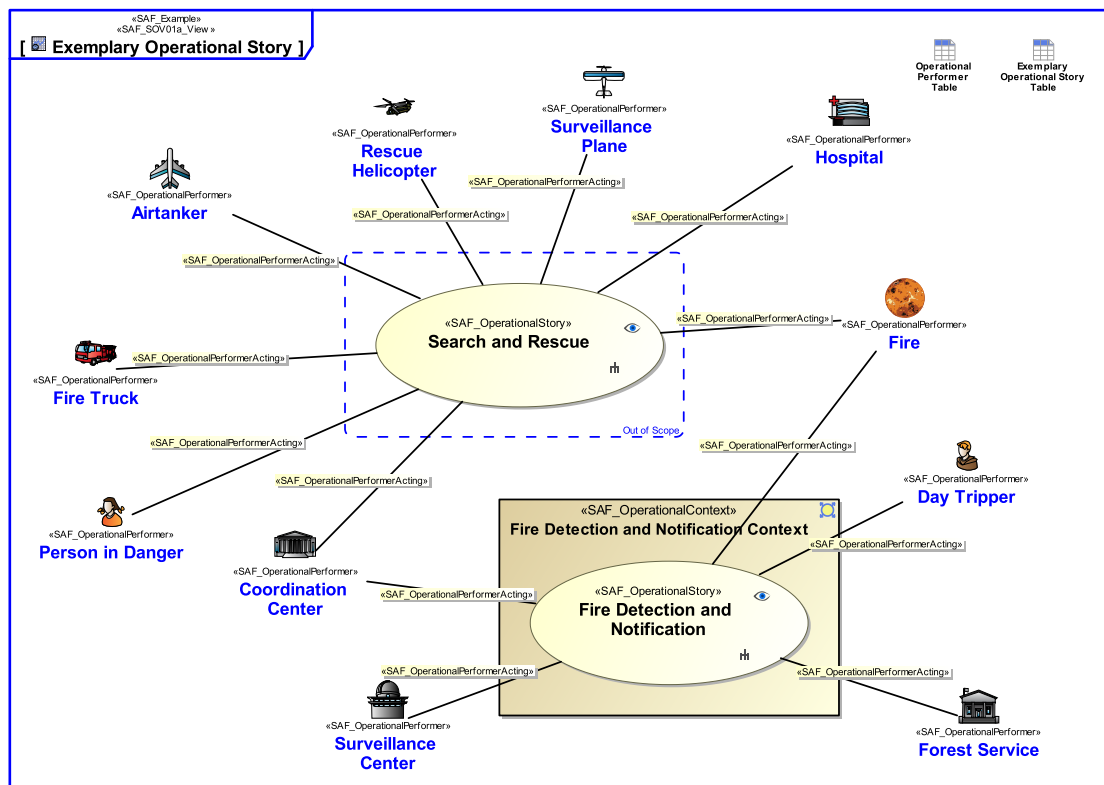 «SAF_Example»
«SAF_SOV01a_View »
[ Exemplary Operational Story ]
Operational
Performer
Table
Exemplary
Operational Story
Table
«SAF_OperationalPerformer»
Surveillance
Plane
«SAF_OperationalPerformer»
Rescue
Helicopter
«SAF_OperationalPerformer»
Hospital
«SAF_OperationalPerformer»
Airtanker
«SAF_OperationalPerformerActing»
«SAF_OperationalPerformerActing»
«SAF_OperationalPerformerActing»
«SAF_OperationalPerformerActing»
«SAF_OperationalStory»
Search and Rescue
Out of Scope
«SAF_OperationalPerformerActing»
«SAF_OperationalPerformer»
Fire
«SAF_OperationalPerformerActing»
«SAF_OperationalPerformer»
Fire Truck
«SAF_OperationalPerformerActing»
«SAF_OperationalPerformerActing»
«SAF_OperationalPerformerActing»
«SAF_OperationalPerformer»
Day Tripper
«SAF_OperationalPerformer»
Person in Danger
«SAF_OperationalContext»
Fire Detection and Notification Context
«SAF_OperationalPerformerActing»
«SAF_OperationalPerformer»
Coordination
Center
«SAF_OperationalPerformerActing»
«SAF_OperationalStory»
Fire Detection and
Notification
«SAF_OperationalPerformerActing»
«SAF_OperationalPerformerActing»
«SAF_OperationalPerformer»
Surveillance
Center
«SAF_OperationalPerformer»
Forest Service